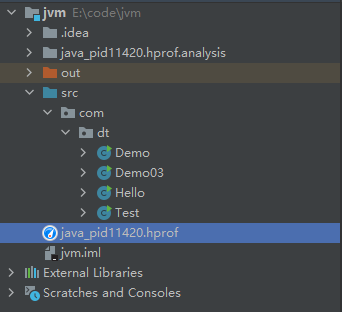 jvm E:\code\jvm
.idea
java_pid11420.hprof.analysis
out
src
com
dt
Demo
Demo03
Hello
Test
java_pid11420.hprof
jvm.iml
External Libraries
Scratches and Consoles